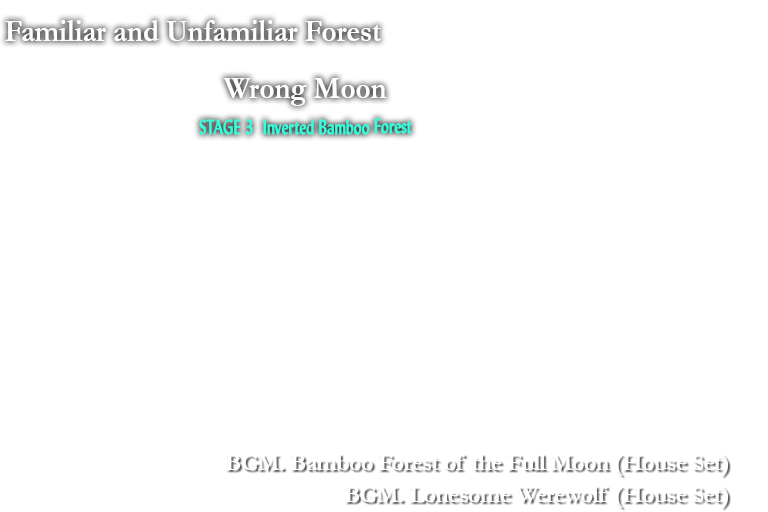 Familiar and Unfamiliar Forest
Wrong Moon
STAGE 3 Inverted Bamboo Forest
BGM. Bamboo Forest of the Full Moon (House Set)
BGM. Lonesome Werewolf (House Set)